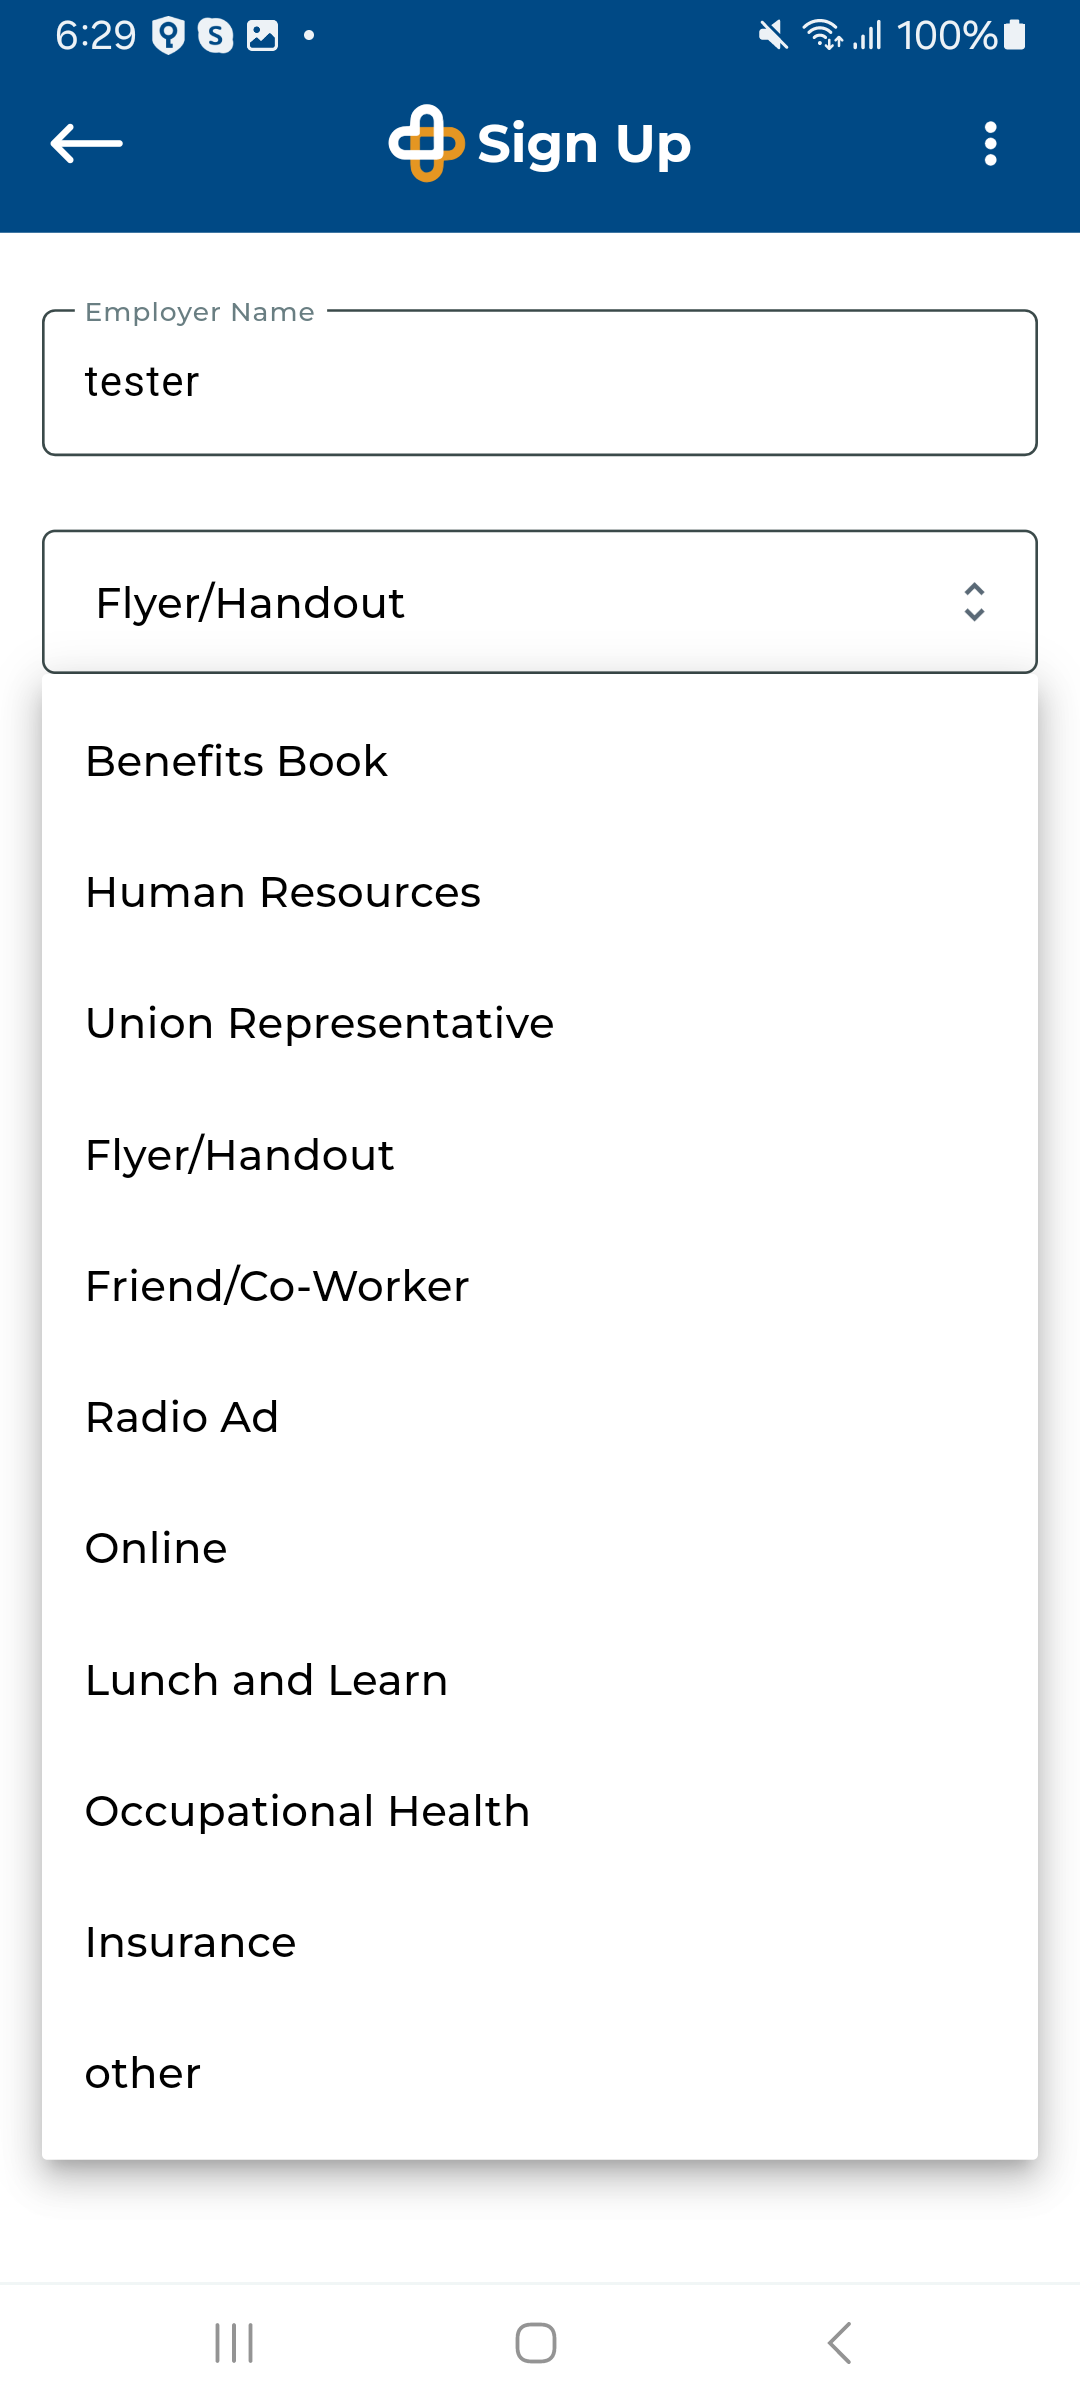 6:29 S 100%
Sign Up
Employer Name
tester
Flyer/Handout
Benefits Book
Human Resources
Union Representative
Flyer/Handout
Friend/Co-Worker
Radio Ad
Online
Lunch and Learn
Occupational Health
Insurance
other